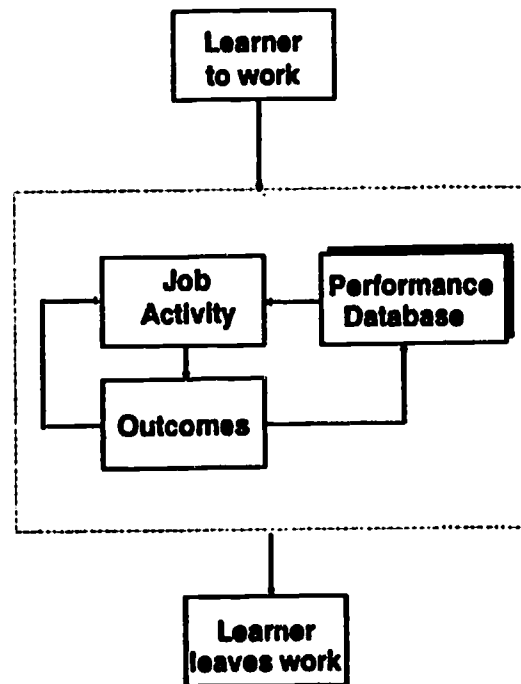 Learner
to work
Job
Activity
Performance
Database
Outcomes
Learner
leaves work